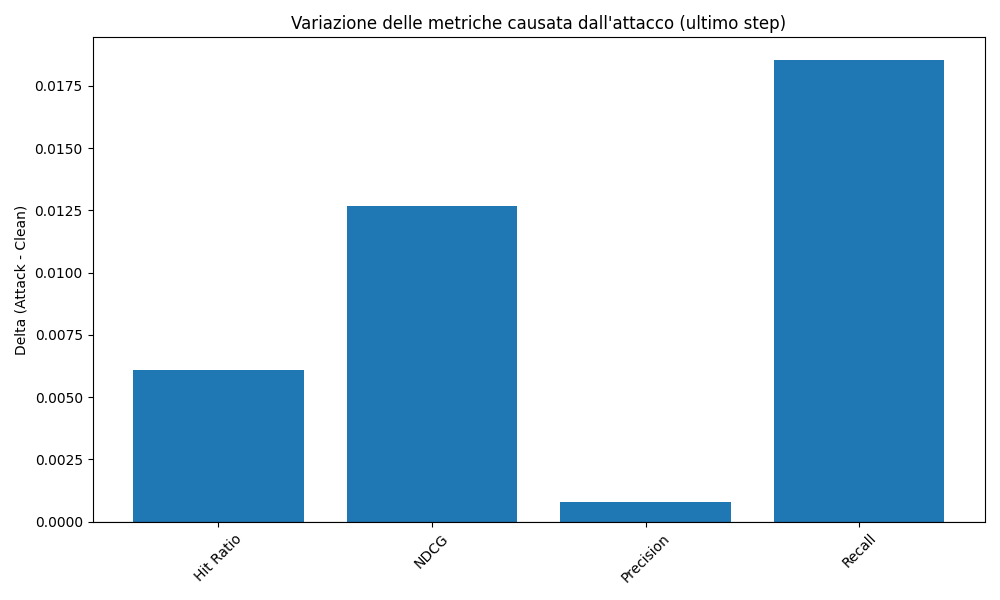 Variazione delle metriche causata dall'attacco (ultimo step)
Delta (Attack - Clean)
0.0175
0.0150
0.0125
0.0100
0.0075
0.0050
0.0025
0.0000
Hit Ratio
NDCG
Precision
Recall